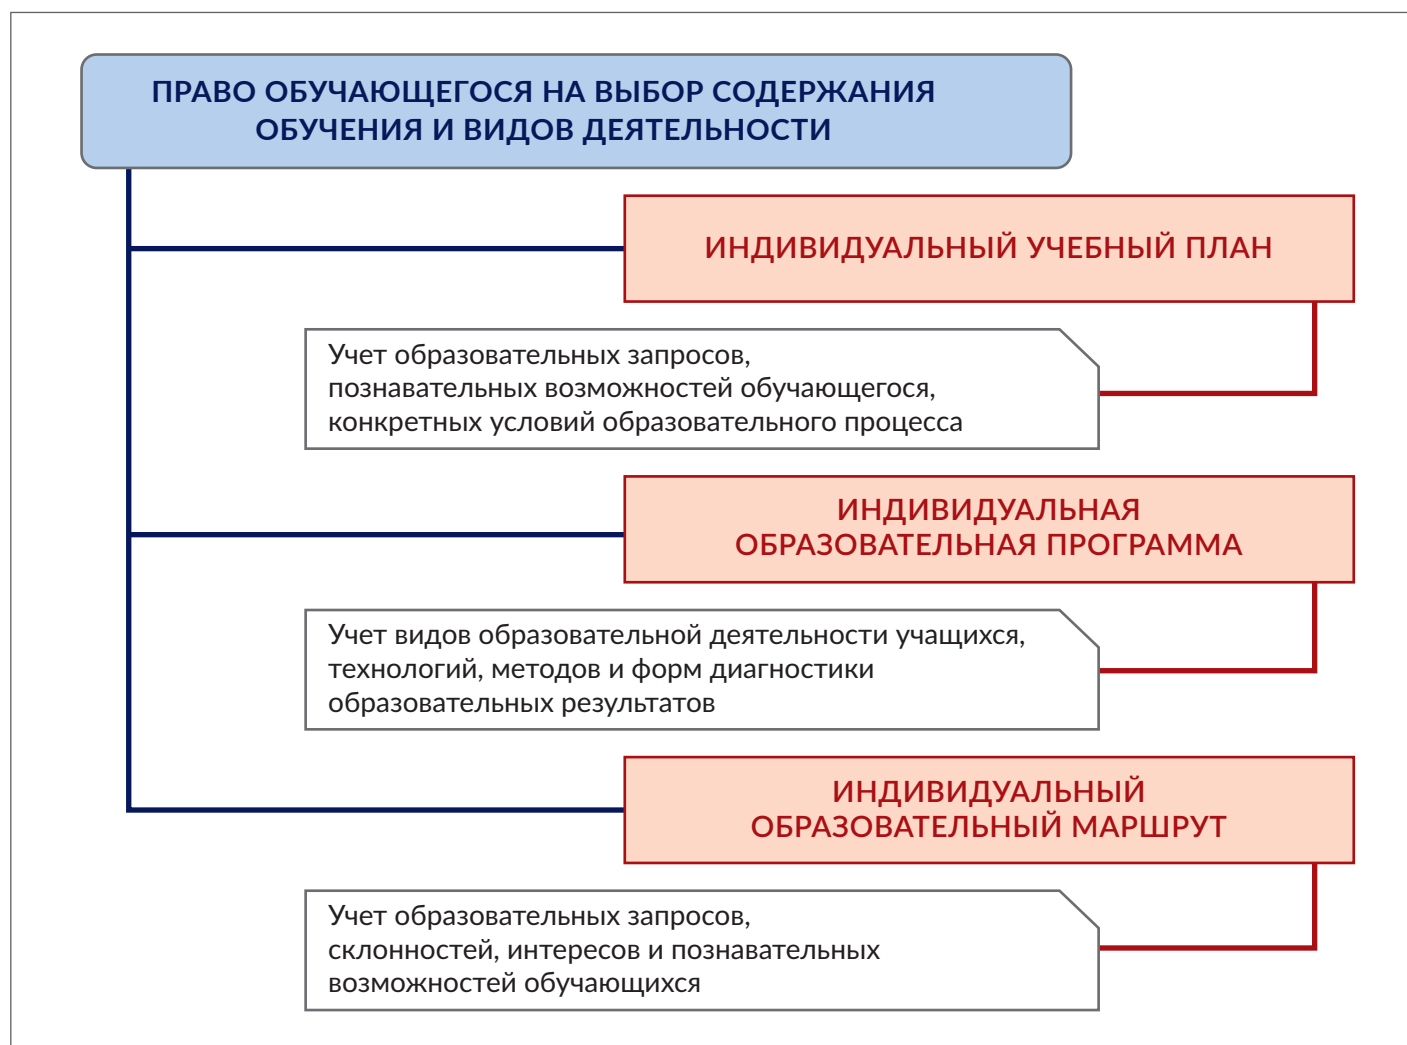 ПРАВО ОБУЧАЮЩЕГОСЯ НА ВЫБОР СОДЕРЖАНИЯ
ОБУЧЕНИЯ И ВИДОВ ДЕЯТЕЛЬНОСТИ
ИНДИВИДУАЛЬНЫЙ УЧЕБНЫЙ ПЛАН
Учет образовательных запросов,
познавательных возможностей обучающегося,
конкретных условий образовательного процесса
ИНДИВИДУАЛЬНАЯ
ОБРАЗОВАТЕЛЬНАЯ ПРОГРАММА
Учет видов образовательной деятельности учащихся,
технологий, методов и форм диагностики
образовательных результатов
ИНДИВИДУАЛЬНЫЙ
ОБРАЗОВАТЕЛЬНЫЙ МАРШРУТ
Учет образовательных запросов,
склонностей, интересов и познавательных
возможностей обучающихся